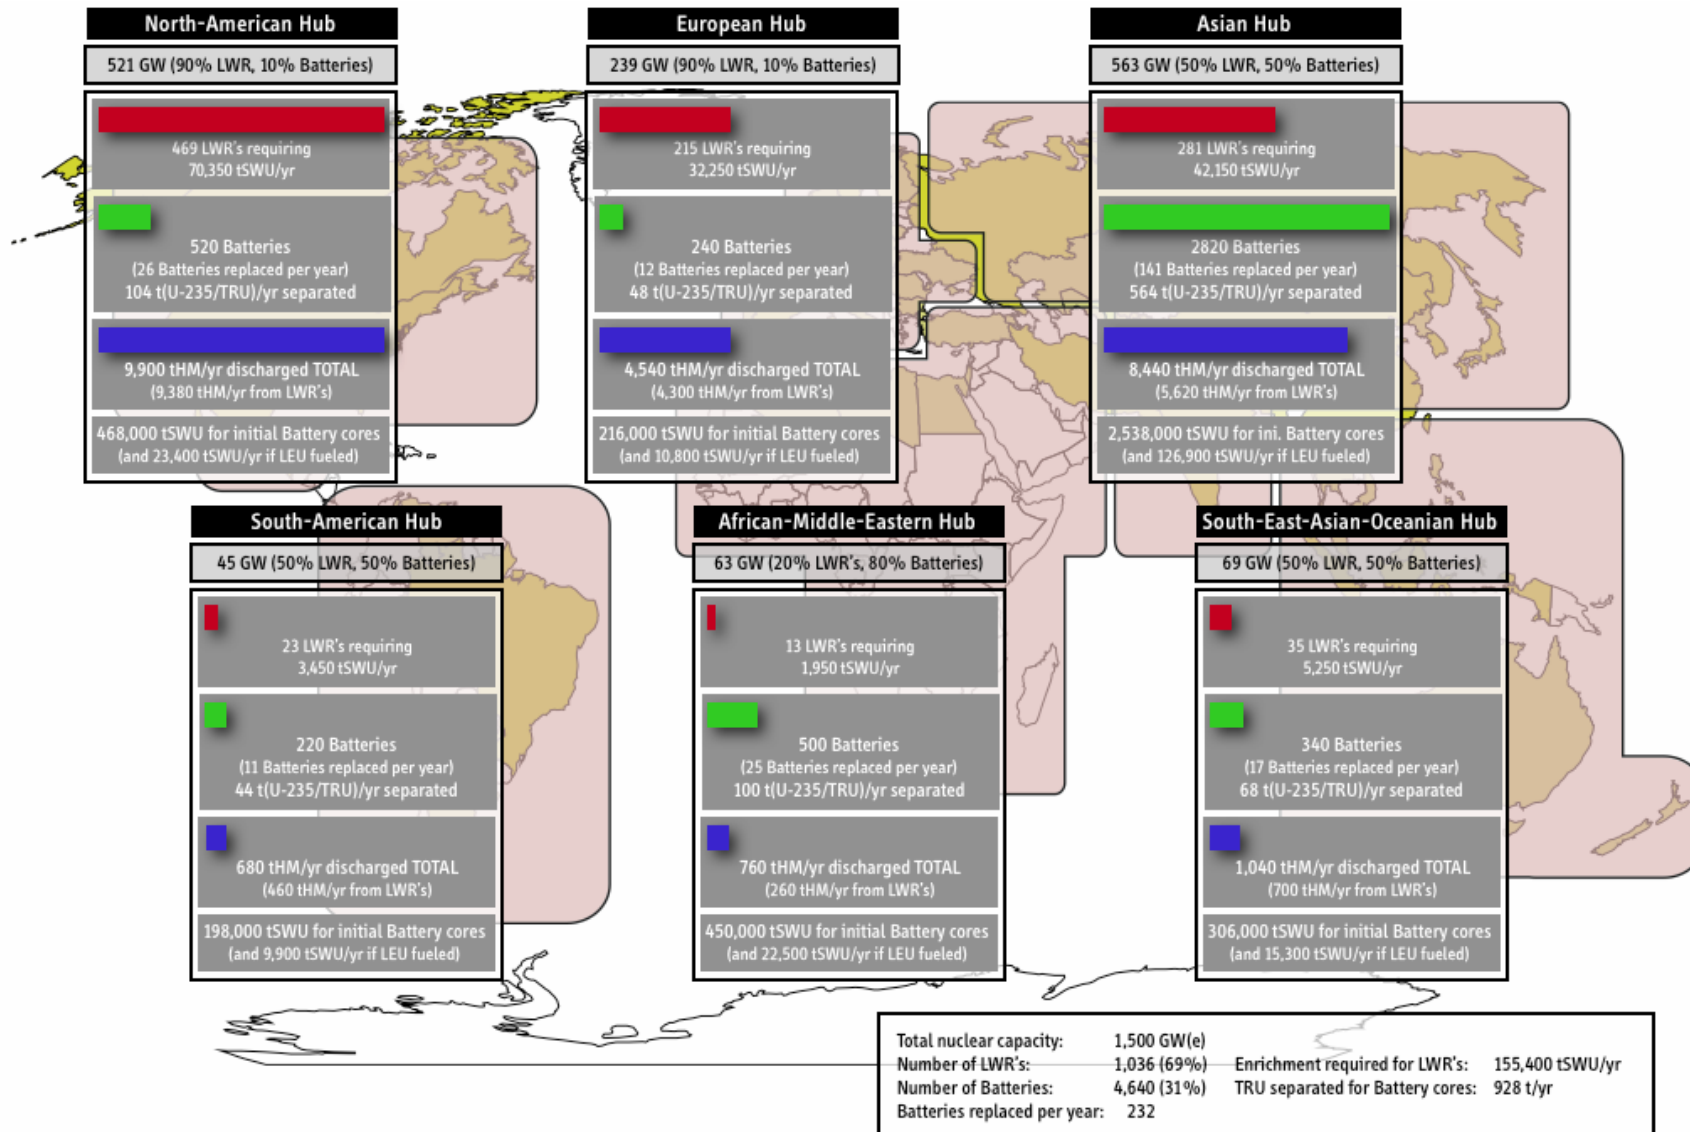 North-American Hub
521 GW (90% LWR, 10% Batteries)
469 LWR's requiring
70,350 tSWU/yr
520 Batteries
(26 Batteries replaced per year)
104 t(U-235/TRU)/yr separated
9,900 tHM/yr discharged TOTAL
(9,380 tHM/yr from LWR's)
468,000 tSWU for initial Battery cores
(and 23,400 tSWU/yr if LEU fueled)
European Hub
239 GW (90% LWR, 10% Batteries)
215 LWR's requiring
32,250 tSWU/yr
240 Batteries
(12 Batteries replaced per year)
48 t(U-235/TRU)/yr separated
4,540 tHM/yr discharged TOTAL
(4,300 tHM/yr from LWR's)
216,000 tSWU for initial Battery cores
(and 10,800 tSWU/yr if LEU fueled)
Asian Hub
563 GW (50% LWR, 50% Batteries)
281 LWR's requiring
42,150 tSWU/yr
2820 Batteries
(141 Batteries replaced per year)
564 t(U-235/TRU)/yr separated
8,440 tHM/yr discharged TOTAL
(5,620 tHM/yr from LWR's)
2,538,000 tSWU for ini. Battery cores
(and 126,900 tSWU/yr if LEU fueled)
South-American Hub
45 GW (50% LWR, 50% Batteries)
23 LWR's requiring
3,450 tSWU/yr
220 Batteries
(11 Batteries replaced per year)
44 t(U-235/TRU)/yr separated
680 tHM/yr discharged TOTAL
(460 tHM/yr from LWR's)
198,000 tSWU for initial Battery cores
(and 9,900 tSWU/yr if LEU fueled)
African-Middle-Eastern Hub
63 GW (20% LWR's, 80% Batteries)
13 LWR's requiring
1,950 tSWU/yr
500 Batteries
(25 Batteries replaced per year)
100 t(U-235/TRU)/yr separated
760 tHM/yr discharged TOTAL
(260 tHM/yr from LWR's)
450,000 tSWU for initial Battery cores
(and 22,500 tSWU/yr if LEU fueled)
South-East-Asian-Oceanian Hub
69 GW (50% LWR, 50% Batteries)
35 LWR's requiring
5,250 tSWU/yr
340 Batteries
(17 Batteries replaced per year)
68 t(U-235/TRU)/yr separated
1,040 tHM/yr discharged TOTAL
(700 tHM/yr from LWR's)
306,000 tSWU for initial Battery cores
(and 15,300 tSWU/yr if LEU fueled)
Total nuclear capacity: 1,500 GW(e)
Number of LWR's: 1,036 (69%) Enrichment required for LWR's: 155,400 tSWU/yr
Number of Batteries: 4,640 (31%) TRU separated for Battery cores: 928 t/yr
Batteries replaced per year: 232